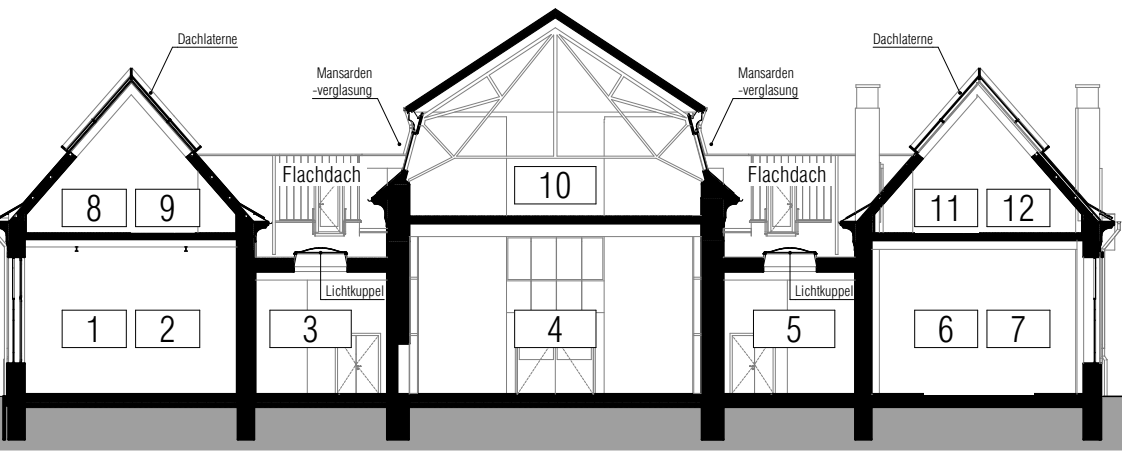 Dachlaterne
Dachlaterne
Mansarden
-verglasung
Mansarden
-verglasung
Flachdach
Flachdach
8
9
10
11
12
Lichtkuppel
Lichtkuppel
1
2
3
4
5
6
7